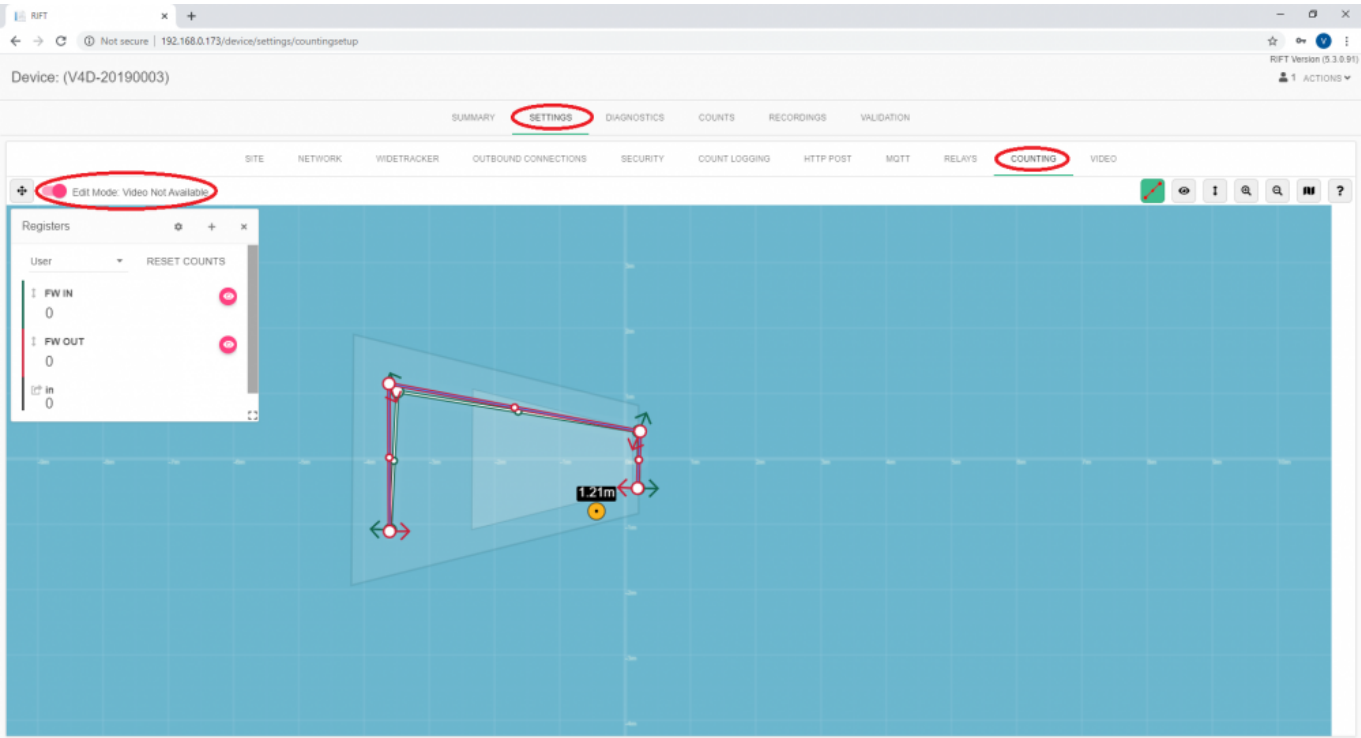 RIFT
Not secure | 192.168.0.173/device/settings/countingsetup
V
RIFT Version (5.3.0.91)
Device: (V4D-20190003)
1 ACTIONS
SUMMARY SETTINGS DIAGNOSTICS COUNTS RECORDINGS VALIDATION
SITE NETWORK WIDETRACKER OUTBOUND CONNECTIONS SECURITY COUNT LOGGING HTTP POST MQTT RELAYS COUNTING VIDEO
Edit Mode: Video Not Available
?
Registers
User RESET COUNTS
FW IN
0
FW OUT
0
in
0
1.21m